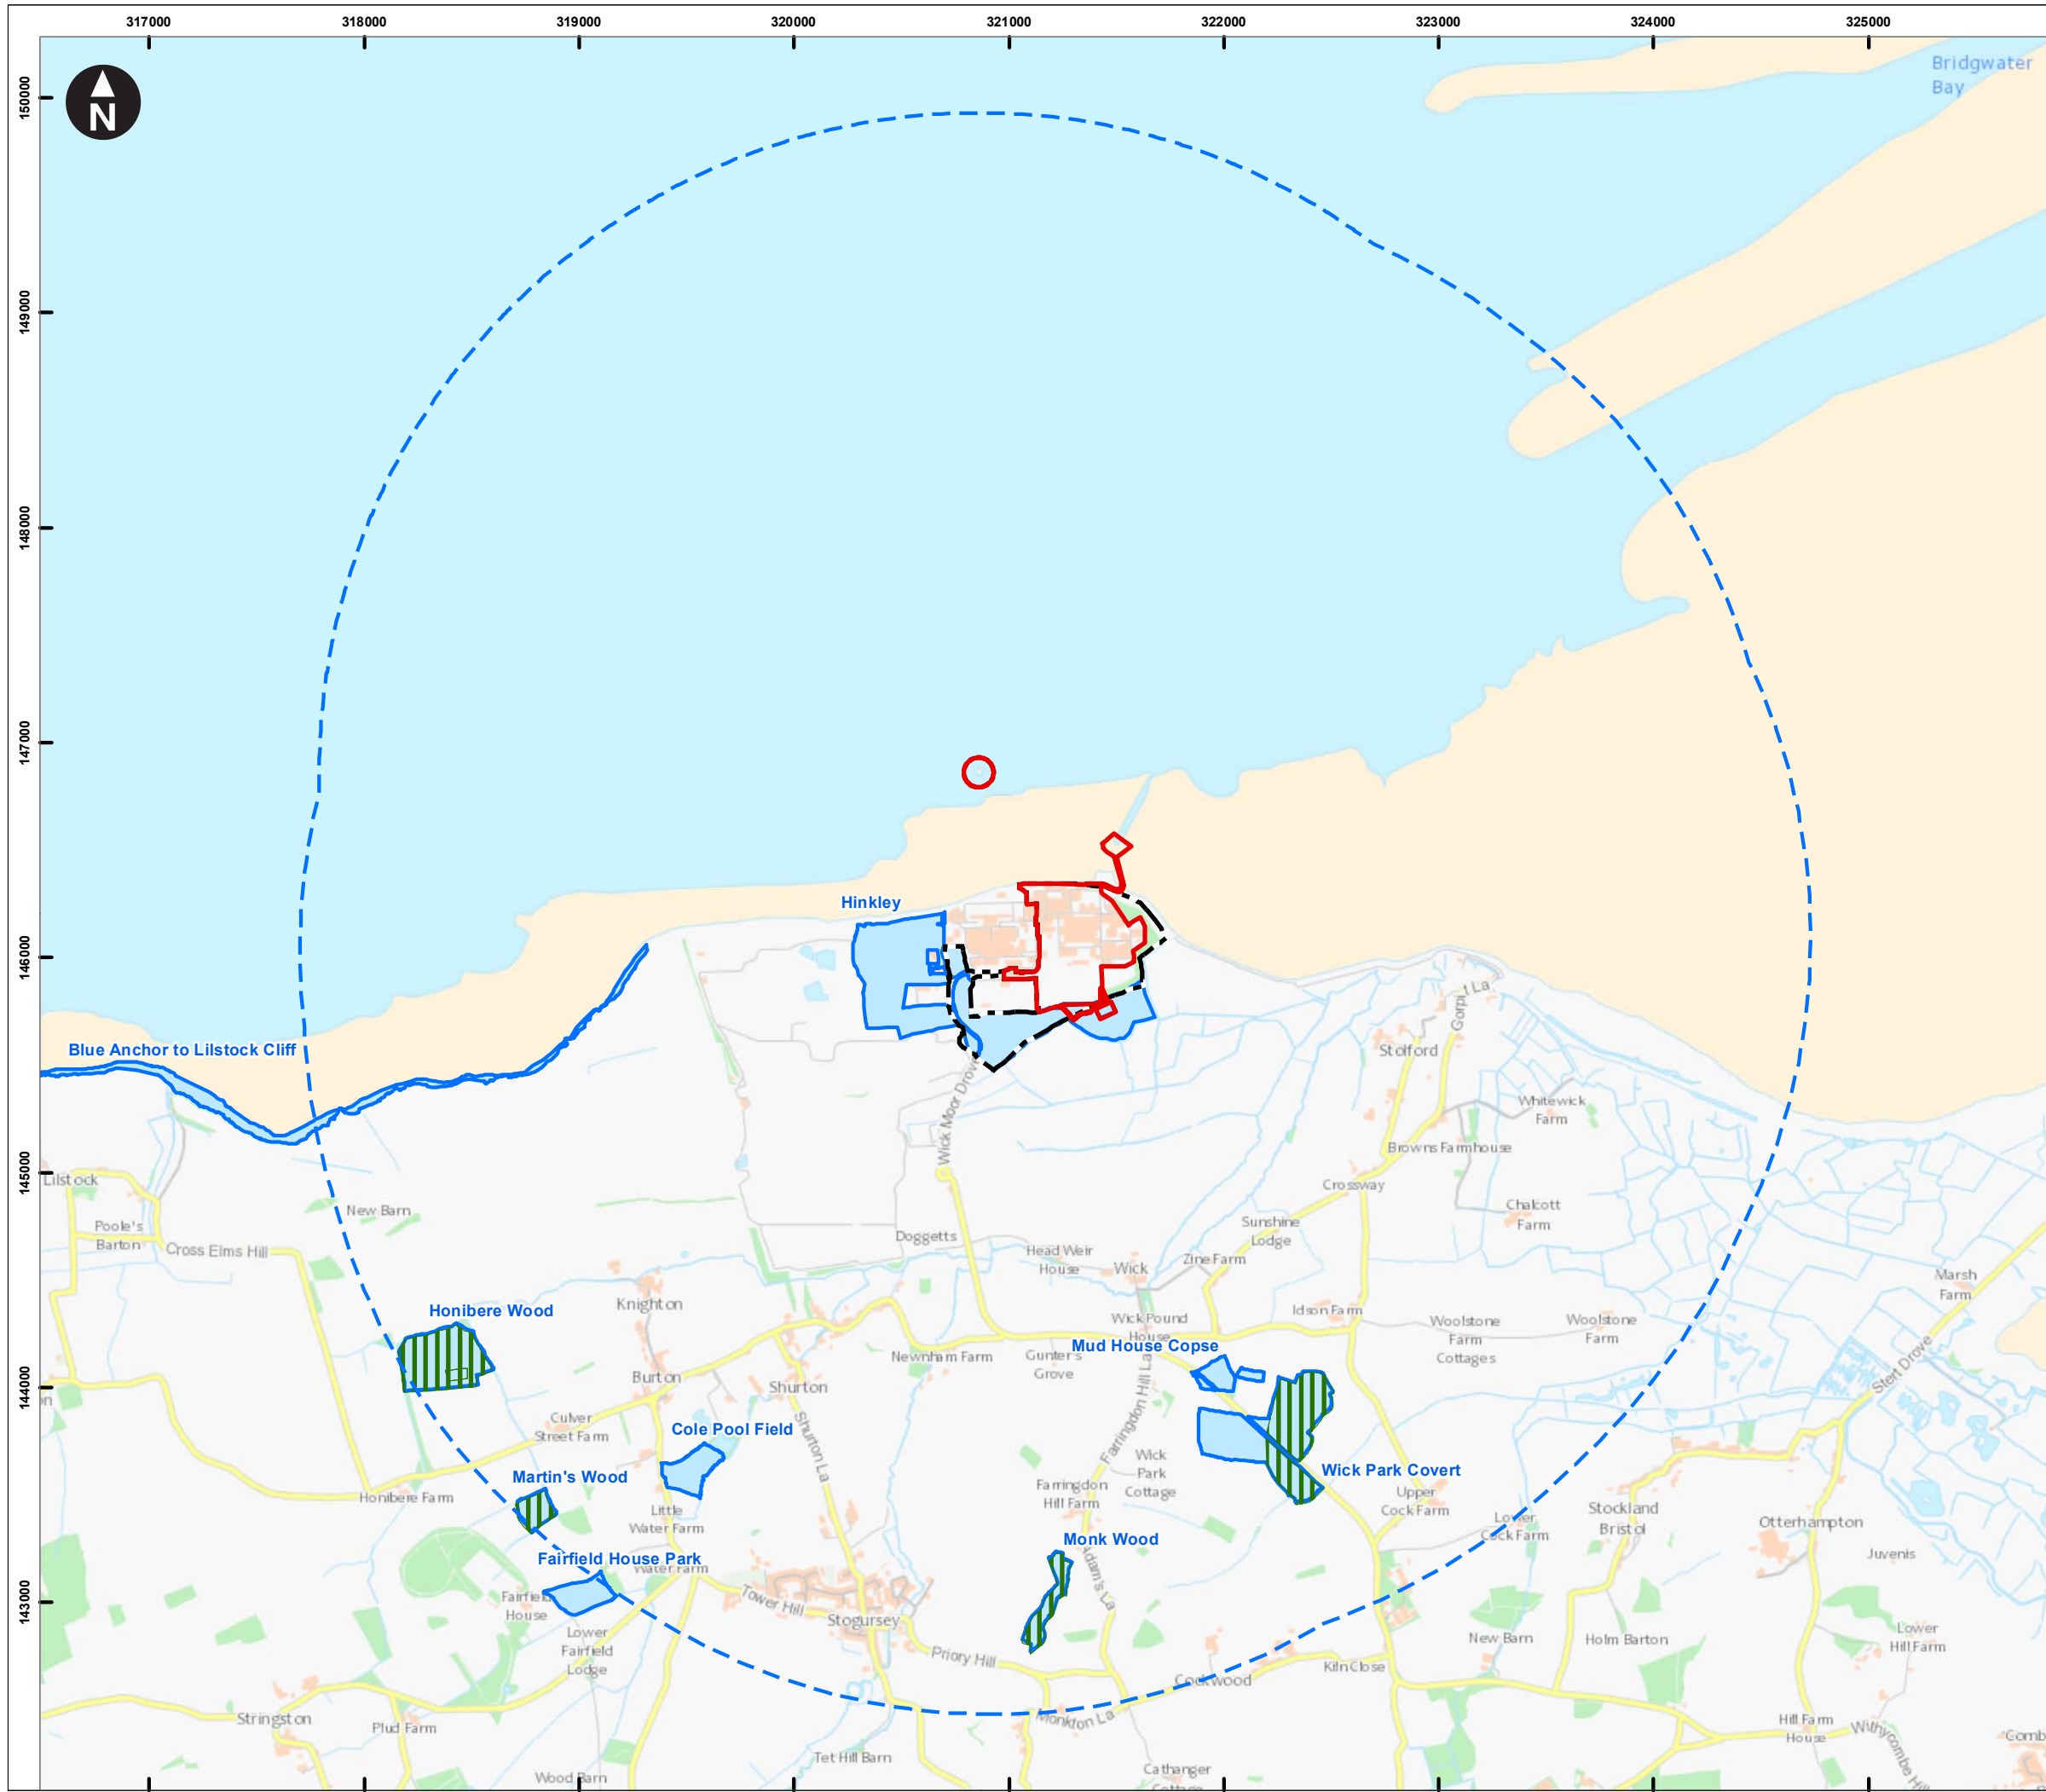 317000
318000
319000
320000
321000
322000
323000
324000
325000
150000
149000
148000
147000
146000
145000
144000
143000
N
Bridgwater
Bay
Hinkley
Blue Anchor to Lilstock Cliff
Wick Moor Drove
Gorpit La
Stolford
Whitewick
Farm
Browns Farmhouse
Lilstock
Crossway
Chalcott
Farm
New Barn
Poole's
Barton
Cross Elms Hill
Doggetts
Head Weir
House
Wick
Sunshine
Lodge
Zine Farm
Marsh
Farm
Knighton
Honibere Wood
Wick Pound
House
Idson Farm
Woolstone
Farm
Cottages
Woolstone
Farm
Mud House Copse
Newnham Farm
Gunter's
Grove
Stert Drove
Burton
Shurton
Culver
Street Farm
Cole Pool Field
Shurton La
Farringdon Hill La
Wick
Park
Cottage
Wick Park Covert
Martin's Wood
Honibere Farm
Little
Water Farm
Farringdon
Hill Farm
Upper
Cock Farm
Lower
Cock Farm
Stockland
Bristol
Otterhampton
Juvenis
Monk Wood
Adam's La
Fairfield House Park
Water Farm
Fairfield
House
Tower Hill
Stogursey
Lower
Fairfield
Lodge
Priory Hill
Cockwood
Kiln Close
New Barn
Holm Barton
Lower
Hill Farm
Stringston
Plud Farm
Monkton La
Hill Farm
House
Withycombe Hill
Comb
Tet Hill Barn
Wood Barn
Cathanger
Cottage